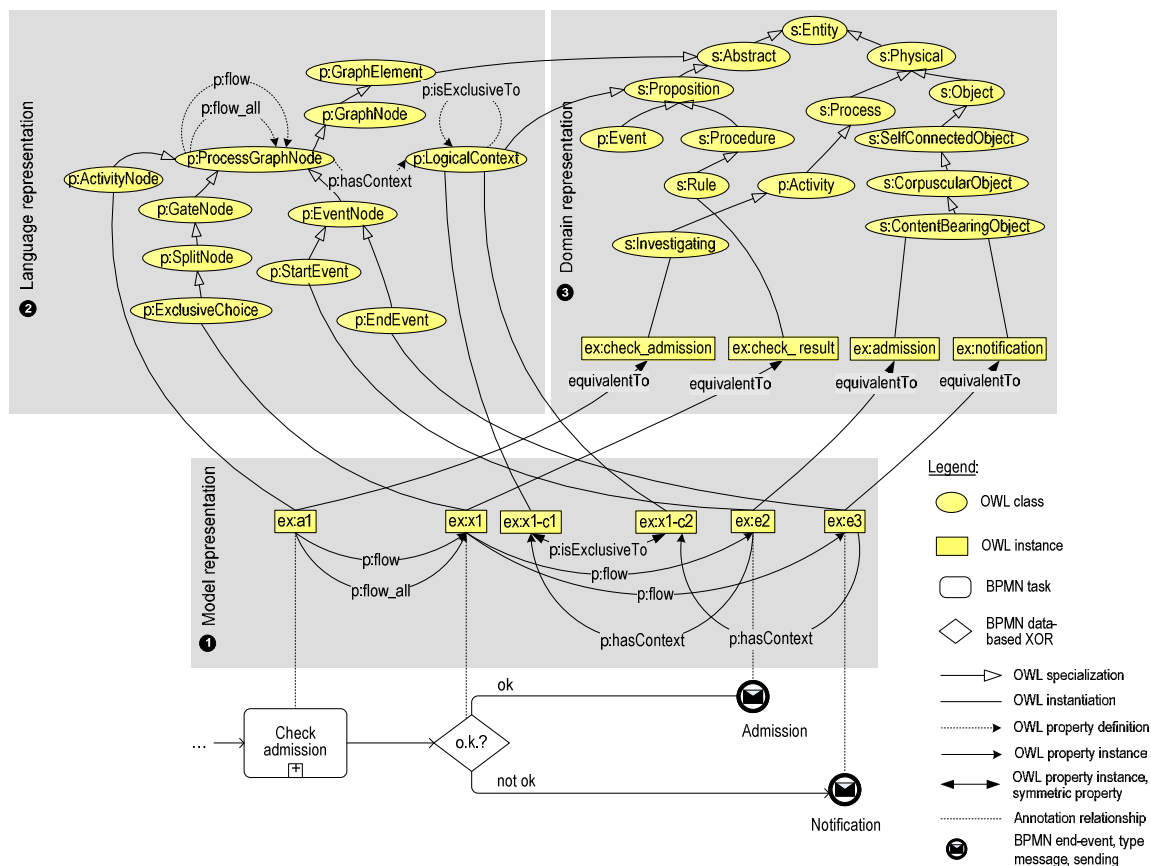 Language representation
2
p:flow
p:flow_all
p:GraphElement
p:GraphNode
p:isExclusiveTo
p:ProcessGraphNode
p:LogicalContext
p:ActivityNode
p:hasContext
p:GateNode
p:EventNode
p:SplitNode
p:StartEvent
p:ExclusiveChoice
p:EndEvent
Domain representation
3
s:Entity
s:Abstract
s:Physical
s:Proposition
s:Process
s:Object
p:Event
s:Procedure
s:SelfConnectedObject
s:Rule
p:Activity
s:CorpuscularObject
s:ContentBearingObject
s:Investigating
ex:check_admission
ex:check_ result
ex:admission
ex:notification
equivalentTo
equivalentTo
equivalentTo
equivalentTo
Model representation
1
ex:a1
ex:x1
ex:x1-c1
ex:x1-c2
ex:e2
ex:e3
p:flow
p:isExclusiveTo
p:flow
p:flow_all
p:flow
p:hasContext
p:hasContext
...
Check
admission
+
o.k.?
ok
not ok
Admission
Notification
Legend:
OWL class
OWL instance
BPMN task
BPMN data-
based XOR
OWL specialization
OWL instantiation
OWL property definition
OWL property instance
OWL property instance,
symmetric property
Annotation relationship
BPMN end-event, type
message, sending